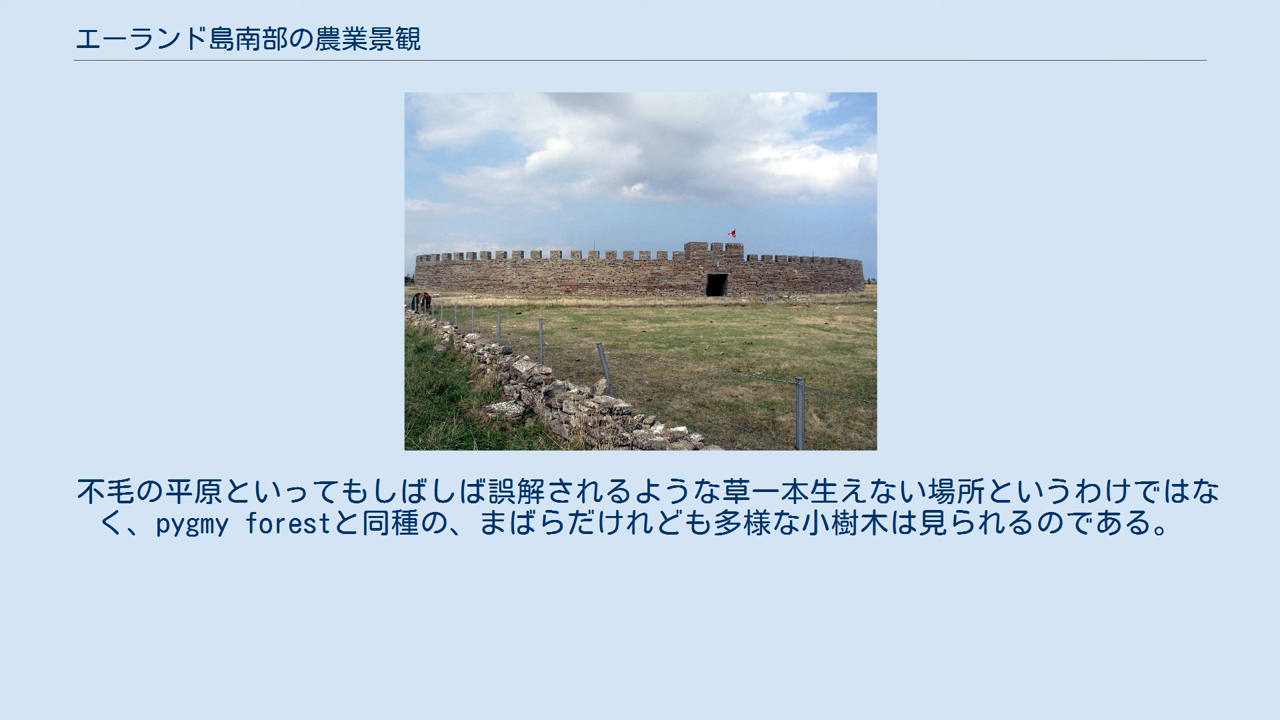 エーランド島南部の農業景観
不毛の平原といってもしばしば誤解されるような草一本生えない場所というわけではな
く、pygmy forestと同種の、まばらだけれども多様な小樹木は見られるのである。